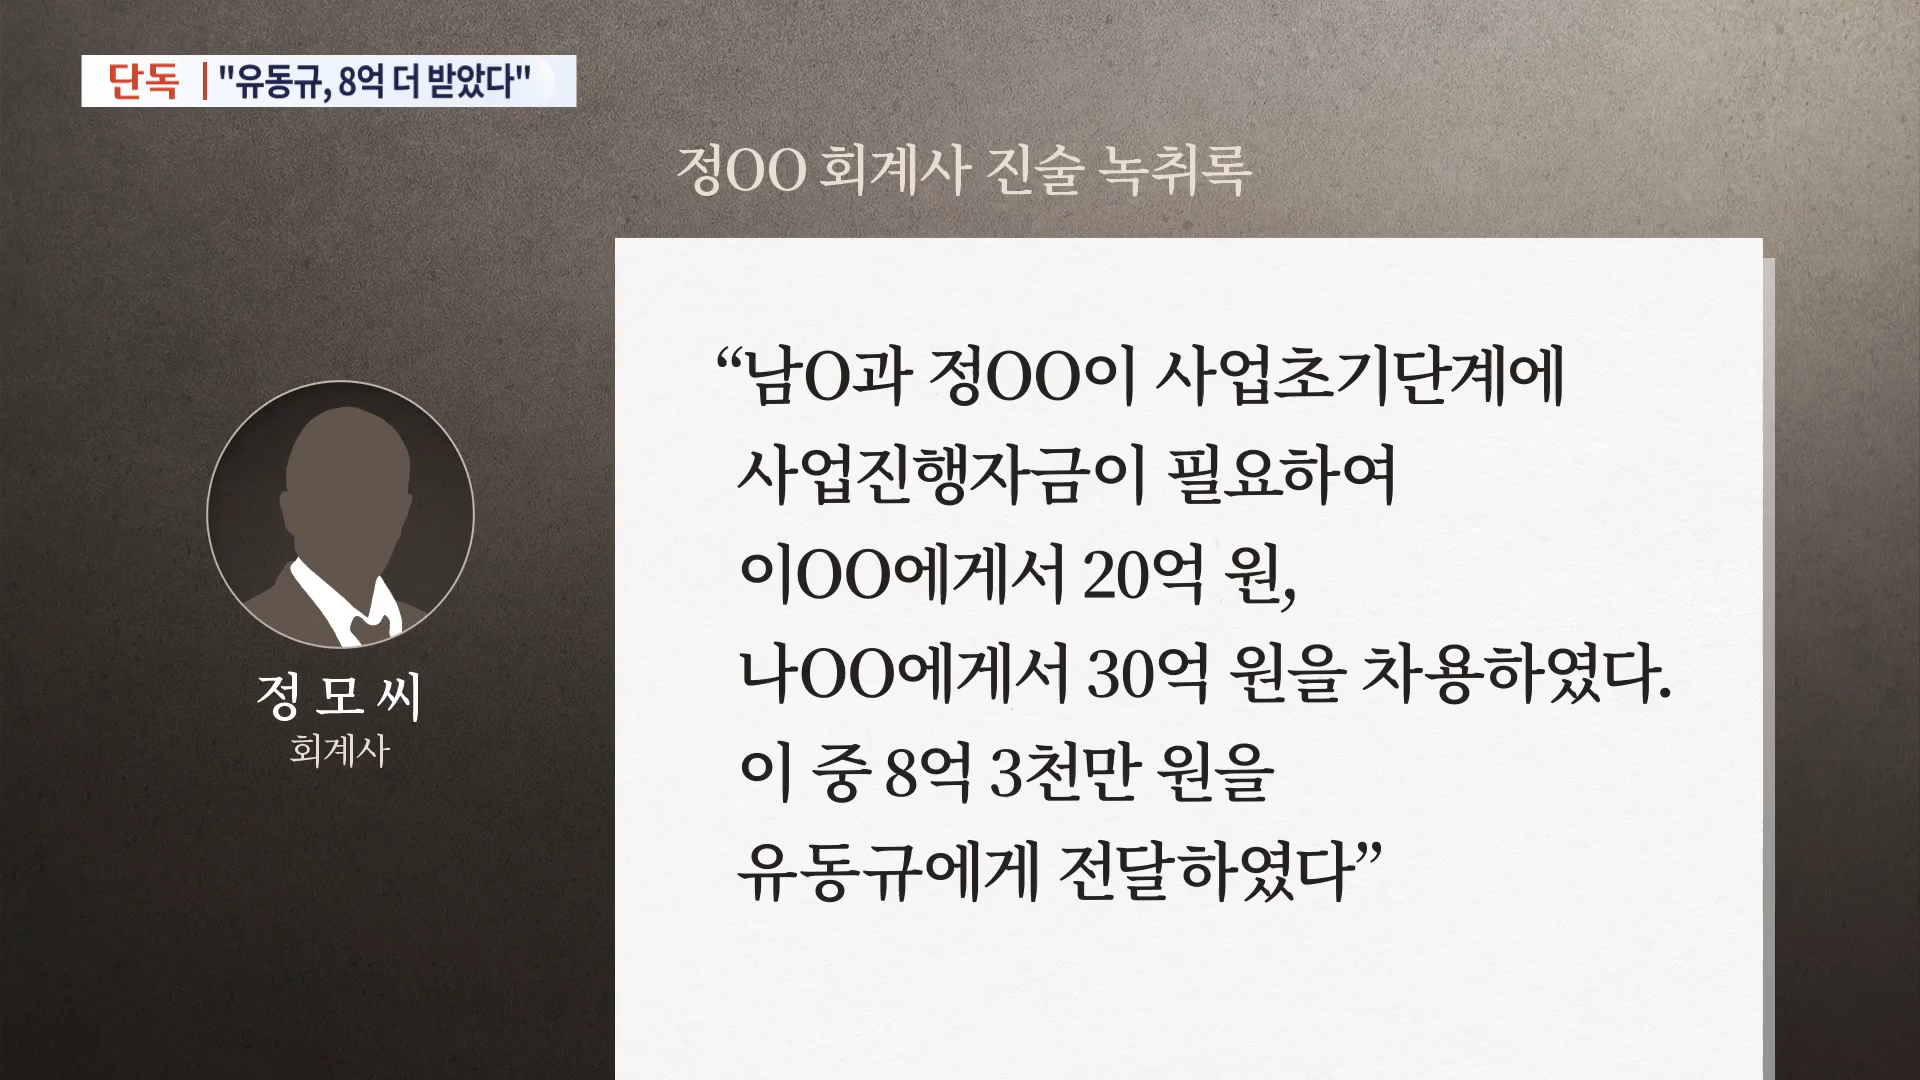 단독 "유동규, 8억 더 받았다"
정OO 회계사 진술 녹취록
“남O과 정OO이 사업초기단계에
사업진행자금이 필요하여
이OO에게서 20억 원,
나OO에게서 30억 원을 차용하였다.
이 중 8억 3천만 원을
유동규에게 전달하였다”
정 모 씨
회계사